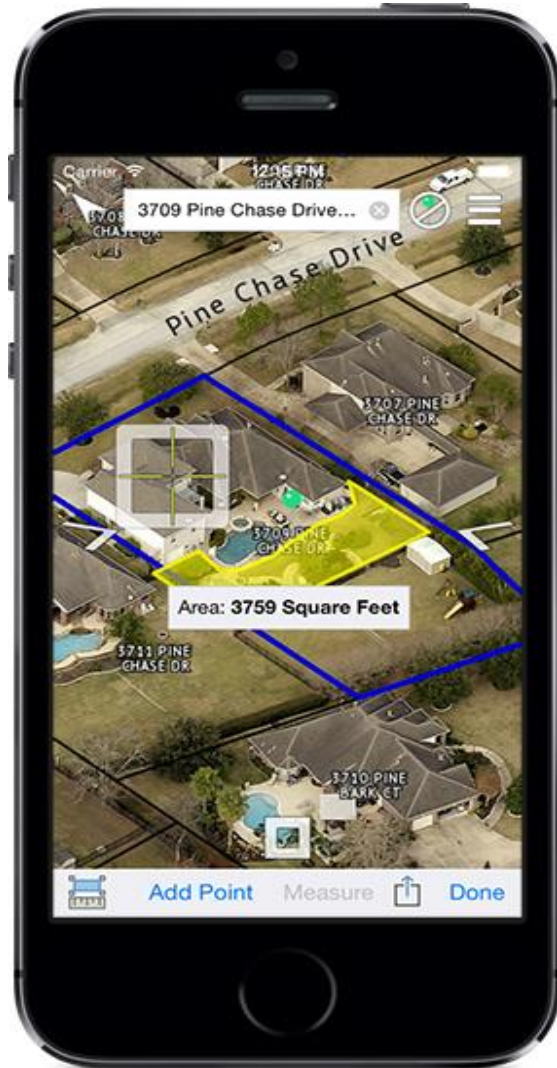 Carrier
12:15 PM
CHASE DR
3709 Pine Chase Drive...
3708
CHASE DR
Pine Chase Drive
3707 PINE
CHASE DR
3709 PINE
CHASE DR
Area: 3759 Square Feet
3711 PINE
CHASE DR
3710 PINE
BARK CT
Add Point
Measure
Done